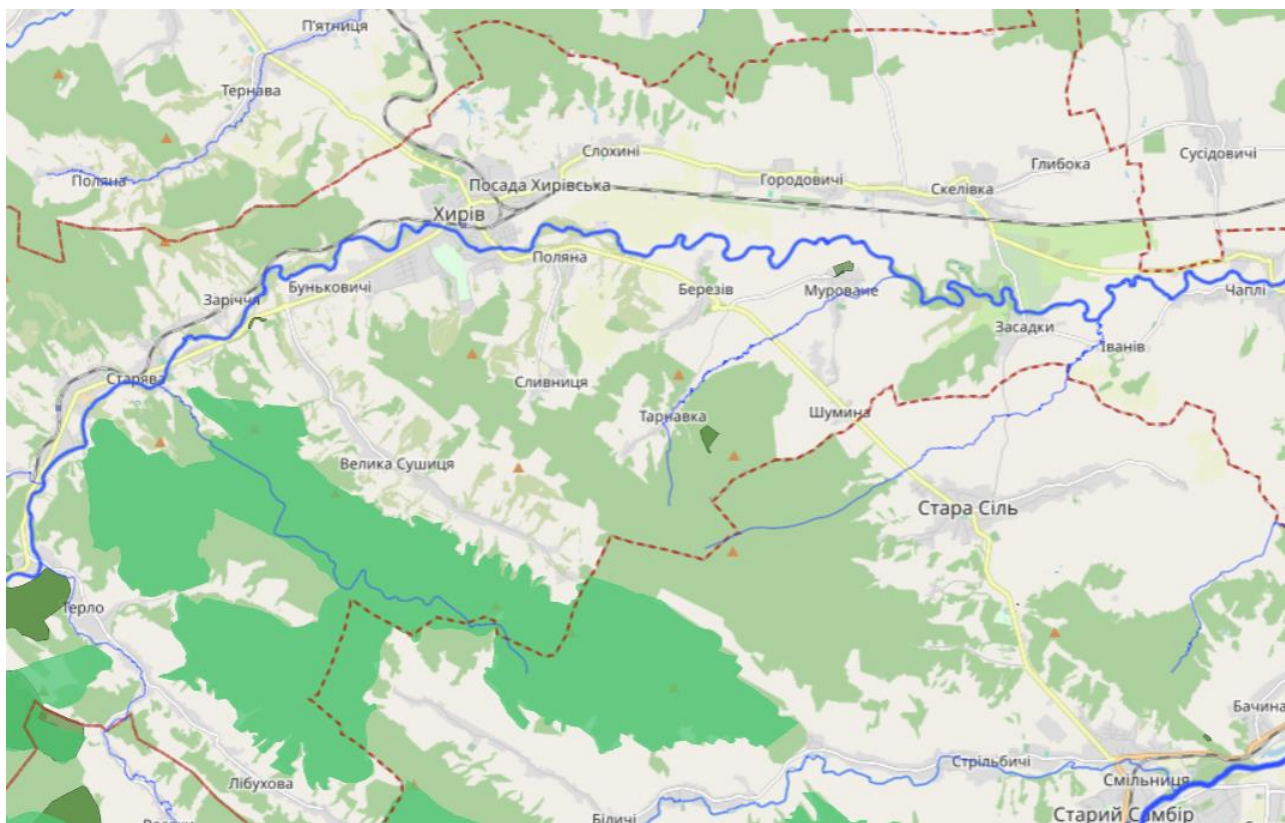 П'ятниця
Тернава
Слохині
Глибока
Сусідовичі
Поляна
Посада Хирівська
Городовичі
Скелівка
Хирів
Поляна
Заріччя
Буньковичі
Березів
Муроване
Чаплі
Засадки
Іванів
Старява
Сливниця
Тарнавка
Шумина
Велика Сушиця
Стара Сіль
Терло
Бачина
Лібухова
Стрільбичі
Смільниця
Біличі
Старий Самбір